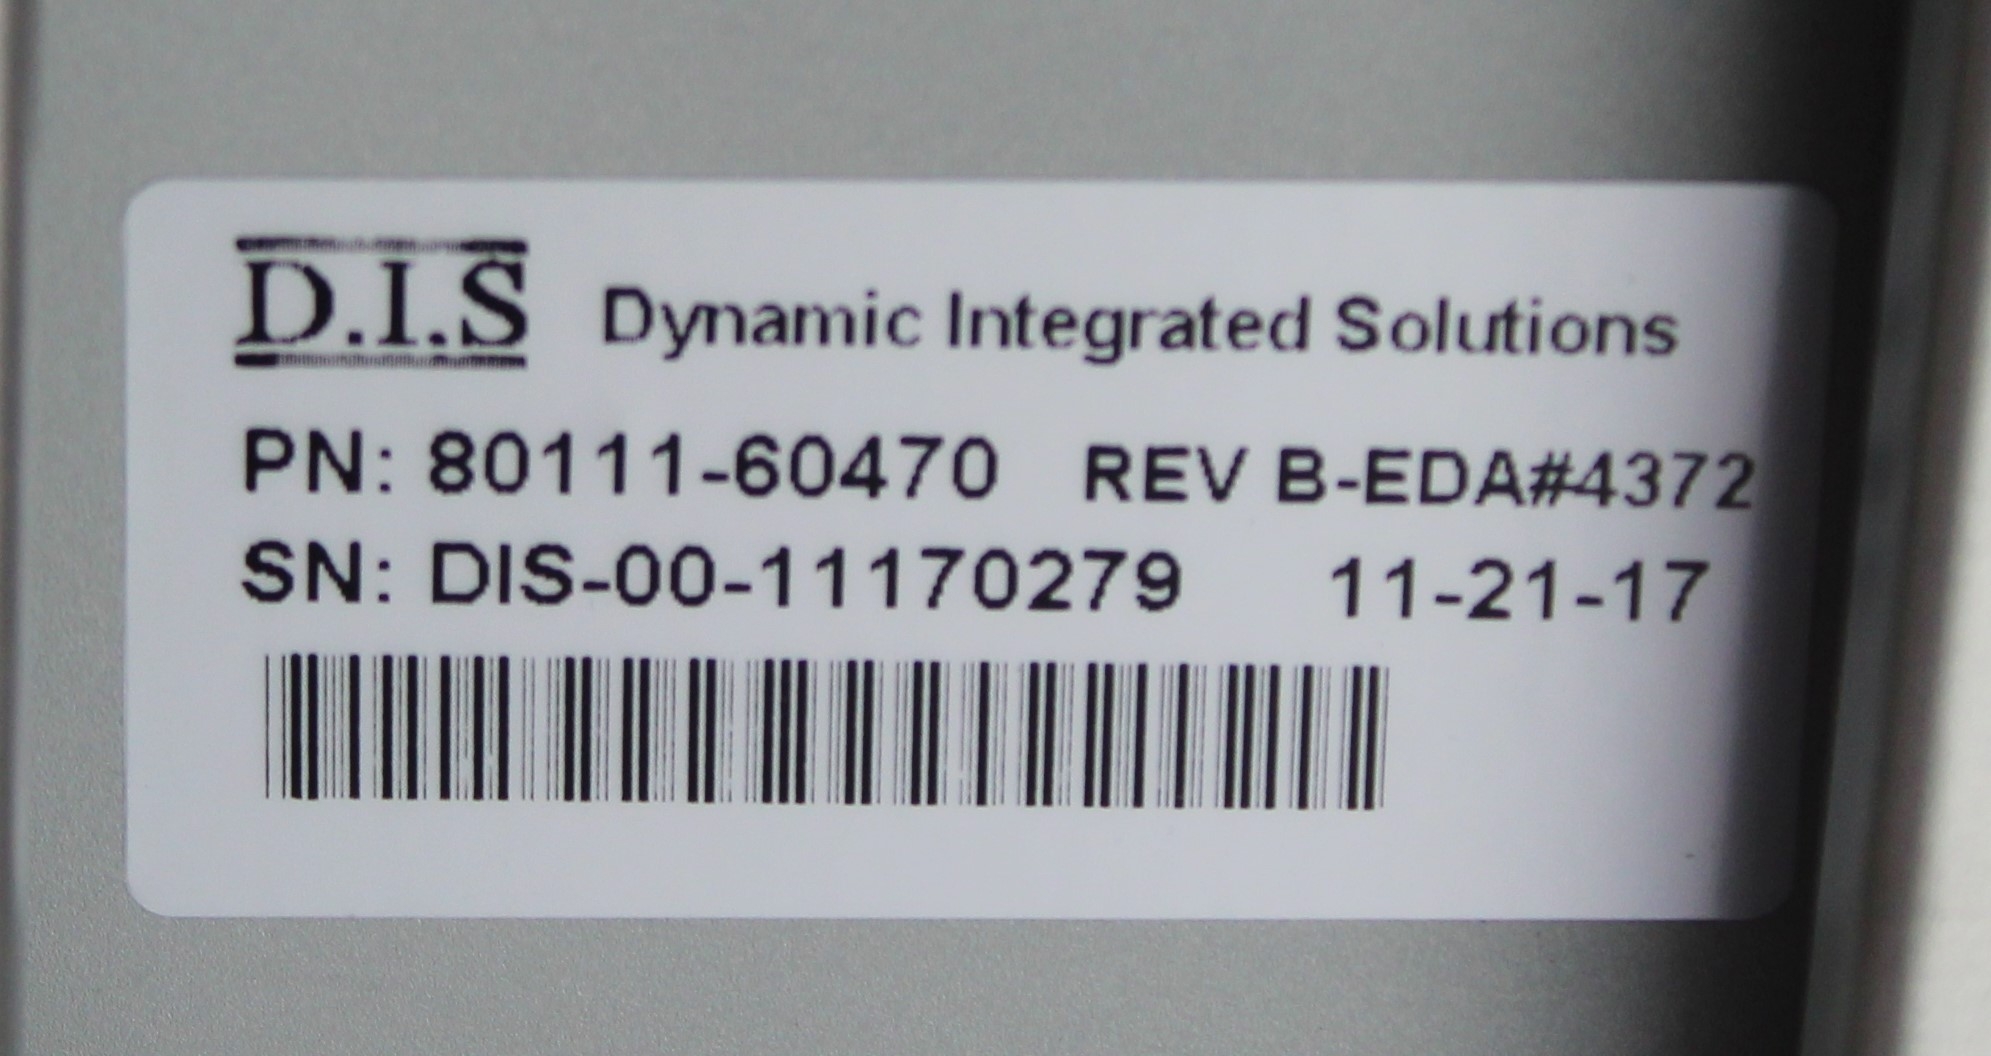 D.I.S Dynamic Integrated Solutions
PN: 80111-60470 REV B-EDA#4372
SN: DIS-00-11170279 11-21-17